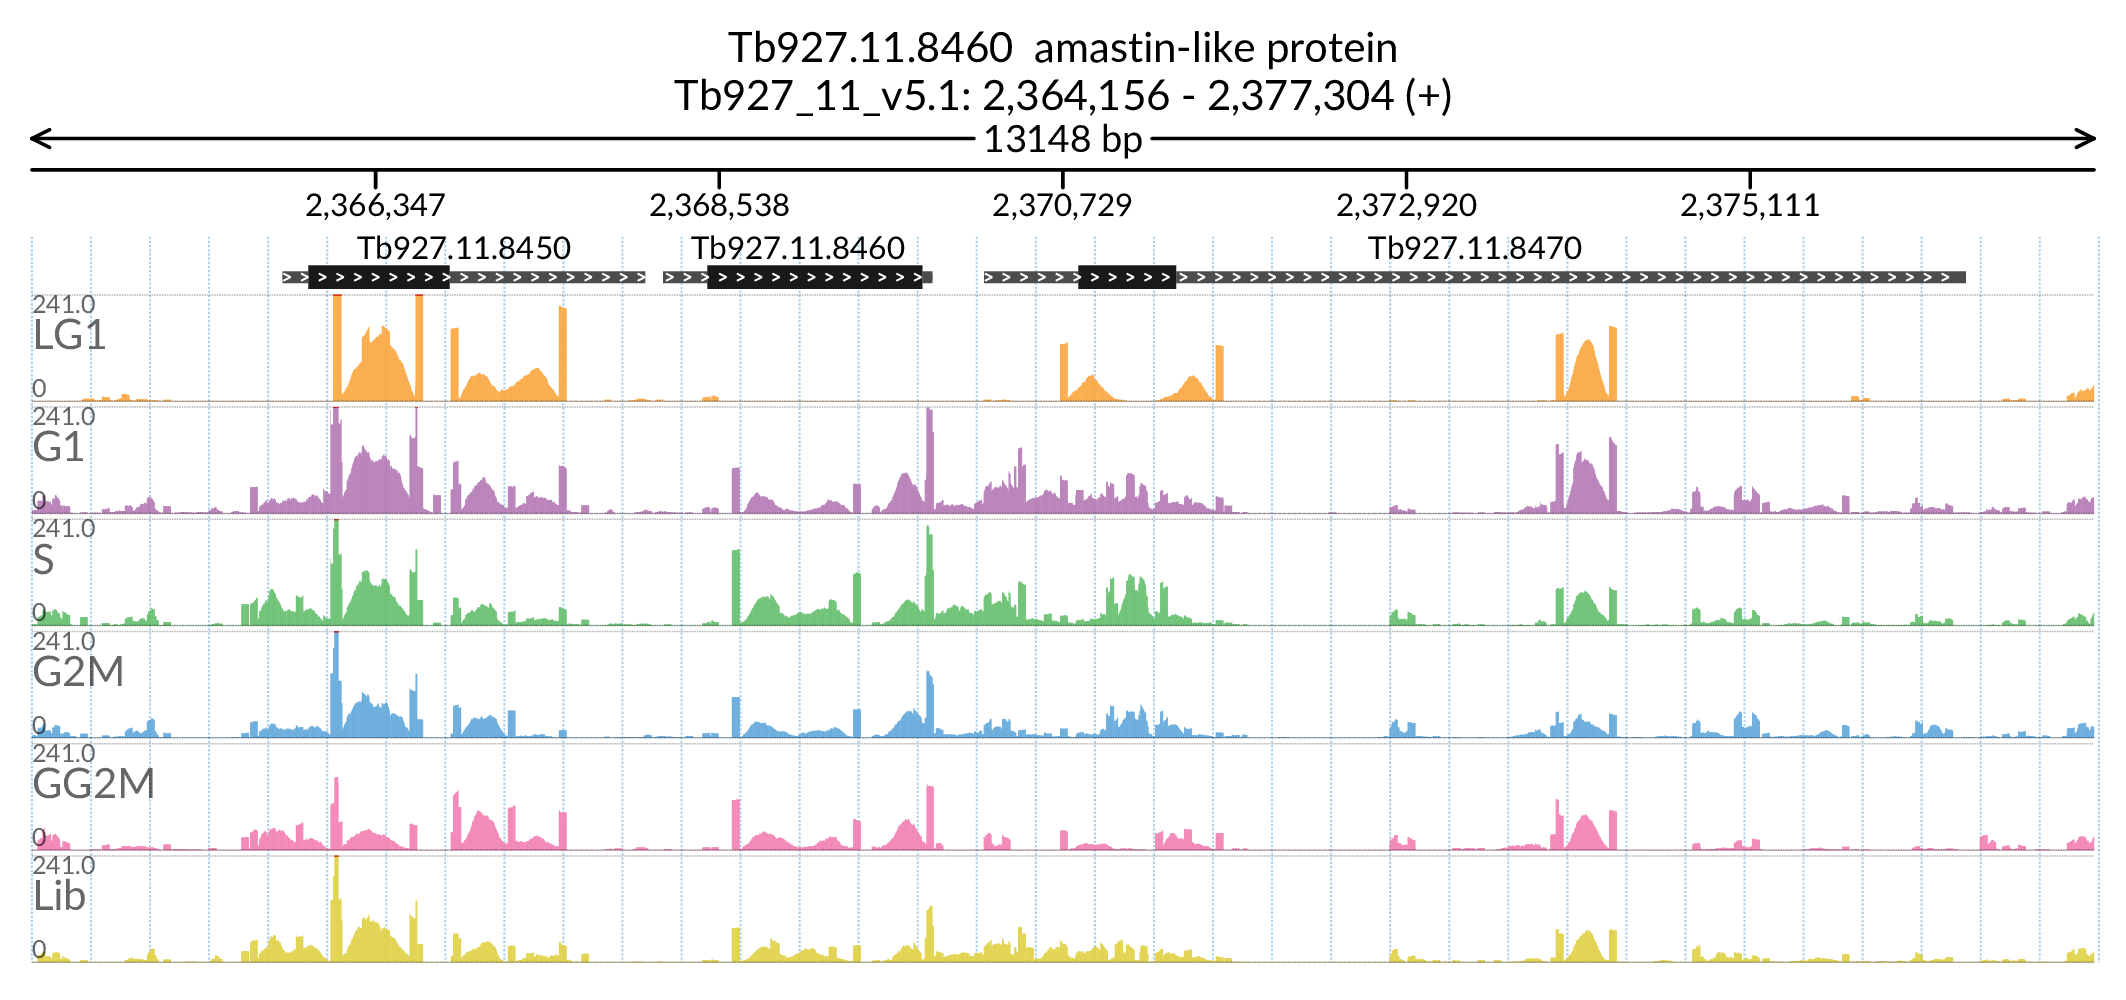 Tb927.11.8460  amastin-like protein
Tb927_11_v5.1: 2,364,156 - 2,377,304 (+)
13148 bp
2,366,347 2,368,538 2,370,729 2,372,920 2,375,111
Tb927.11.8450 Tb927.11.8460 Tb927.11.8470
241.0
LG1
0
241.0
G1
0
241.0
S
0
241.0
G2M
0
241.0
GG2M
0
241.0
Lib
0